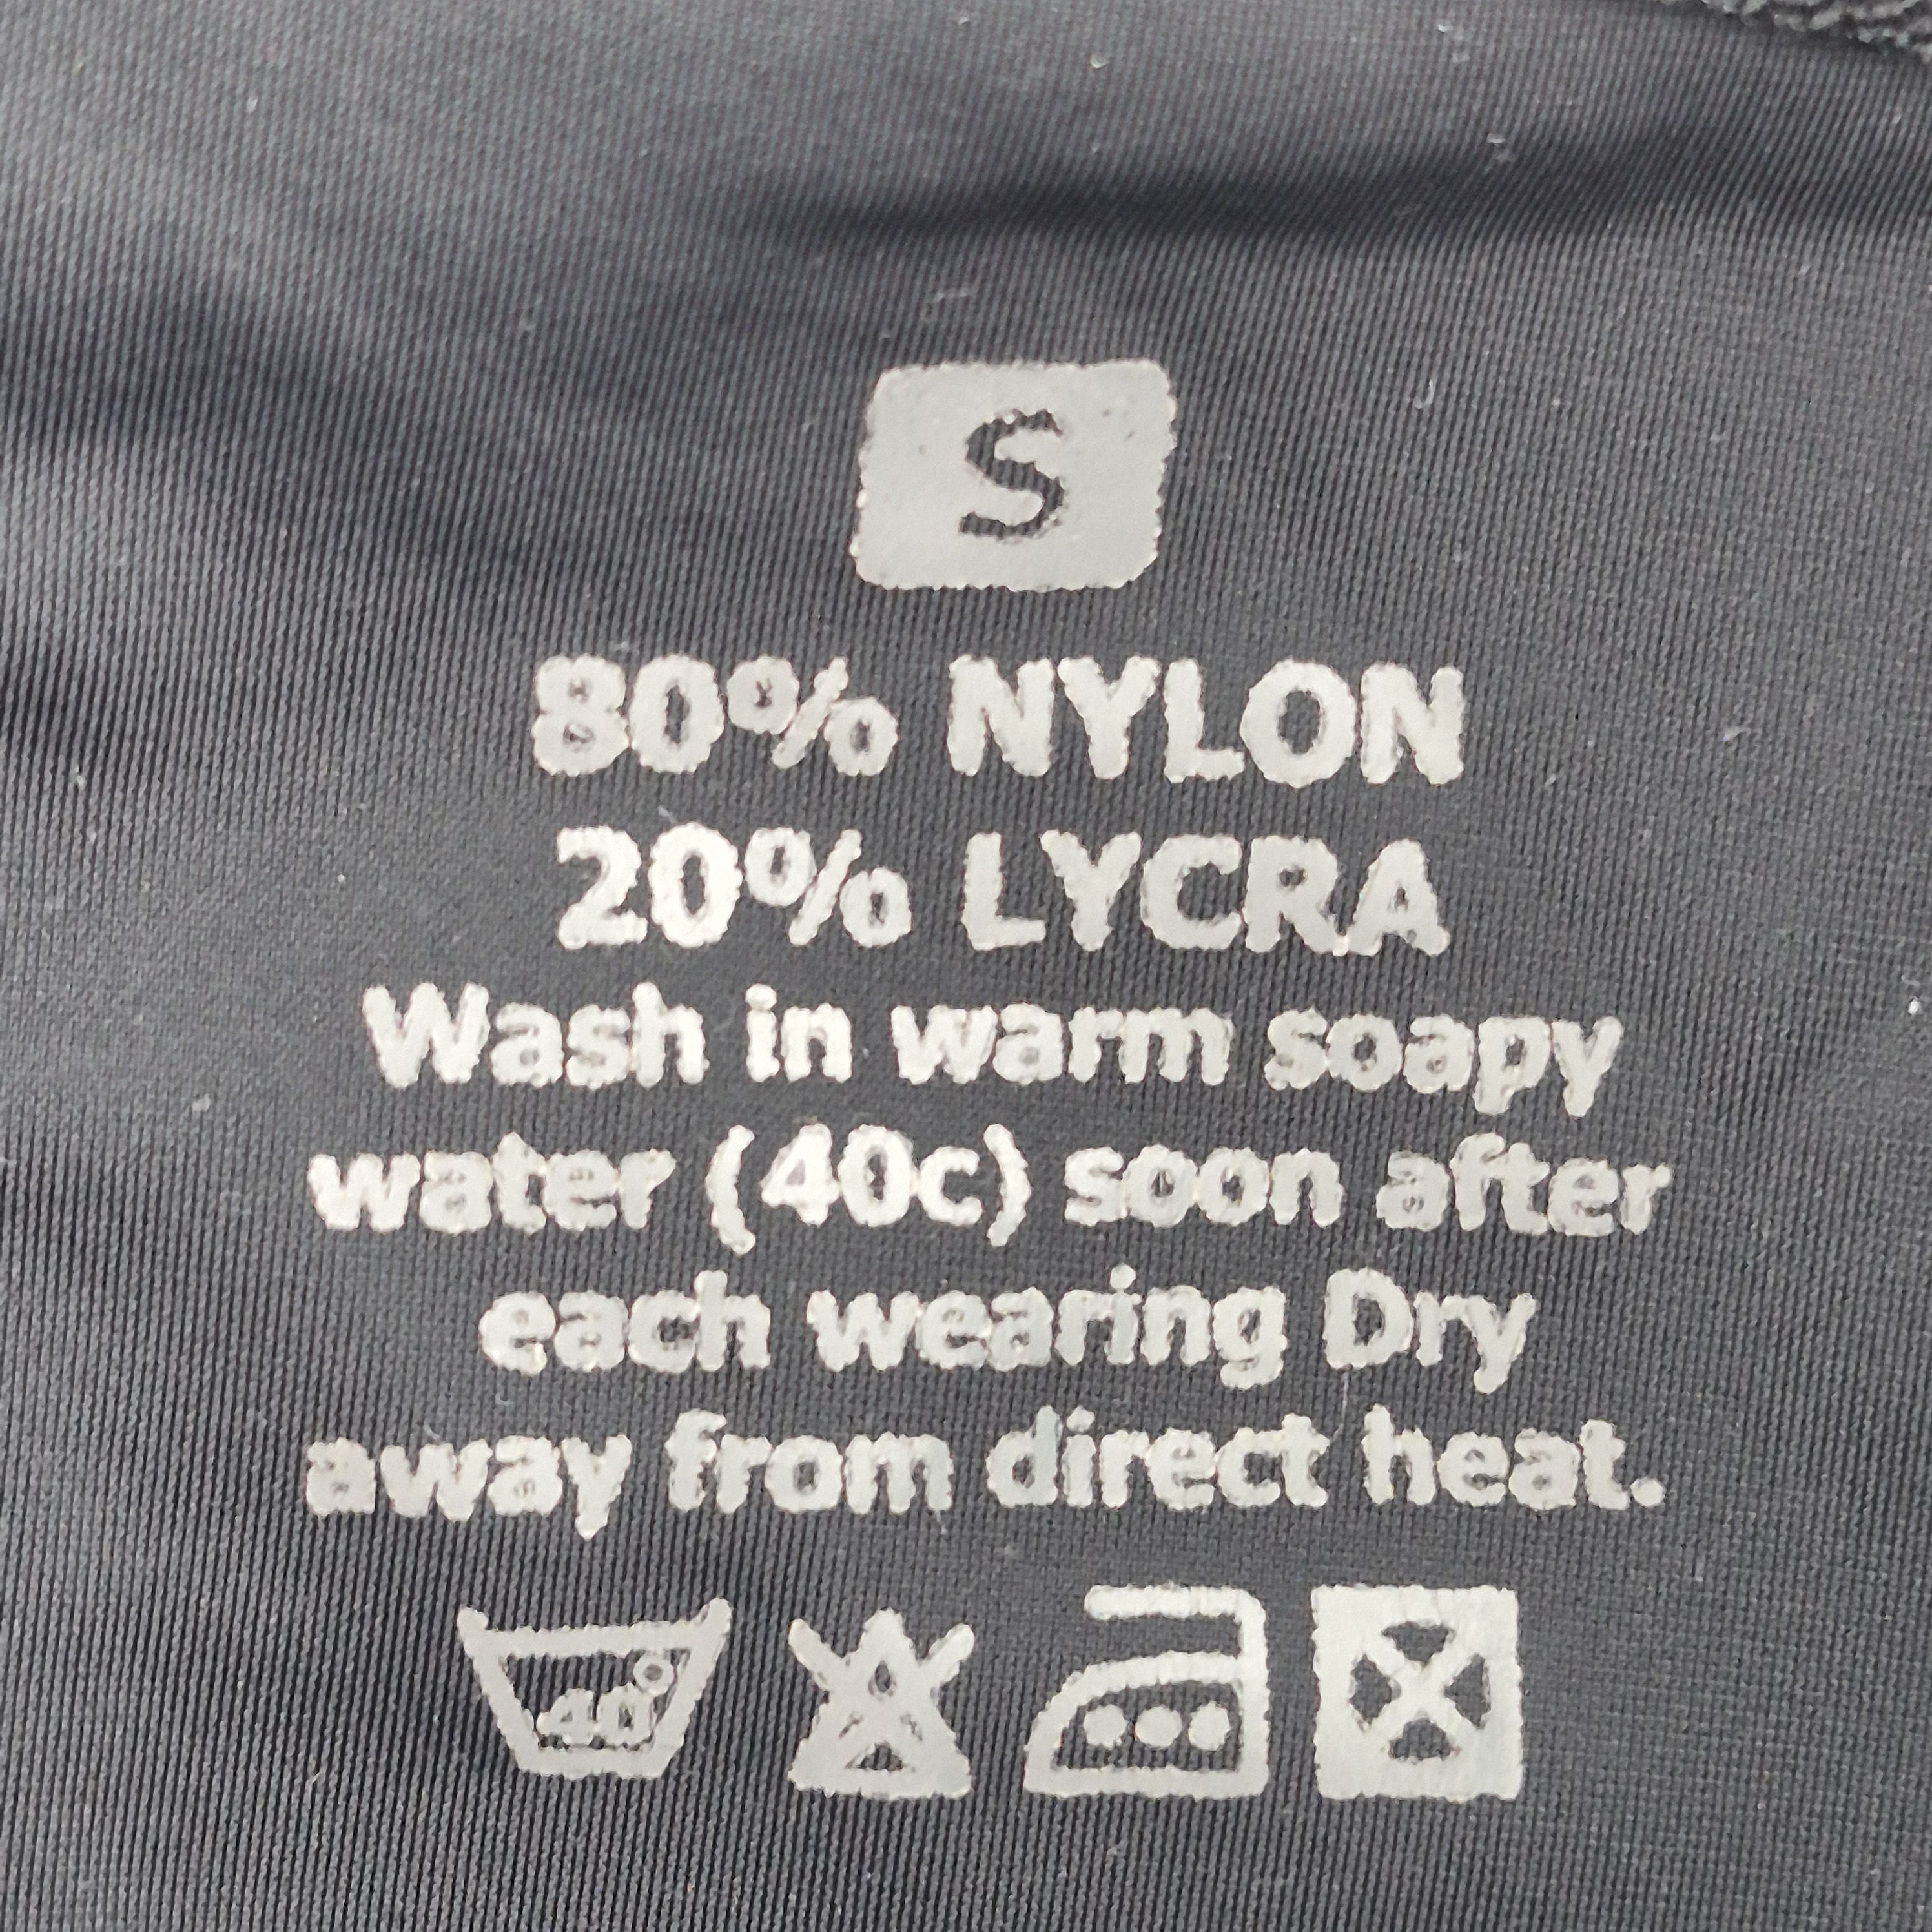 S
80% NYLON
20% LYCRA
Wash in warm soapy
water (40c) soon after
each wearing Dry
away from direct heat.
40°